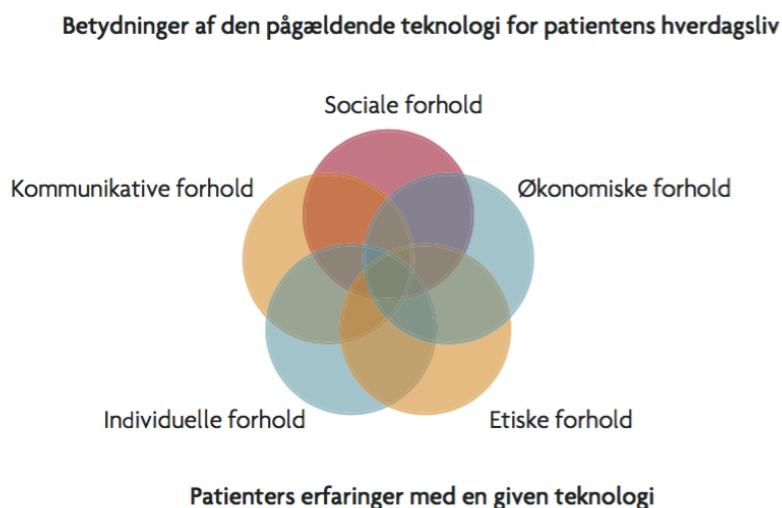 Betydninger af den pågældende teknologi for patientens hverdagsliv
Sociale forhold
Kommunikative forhold
Økonomiske forhold
Individuelle forhold
Etiske forhold
Patienters erfaringer med en given teknologi